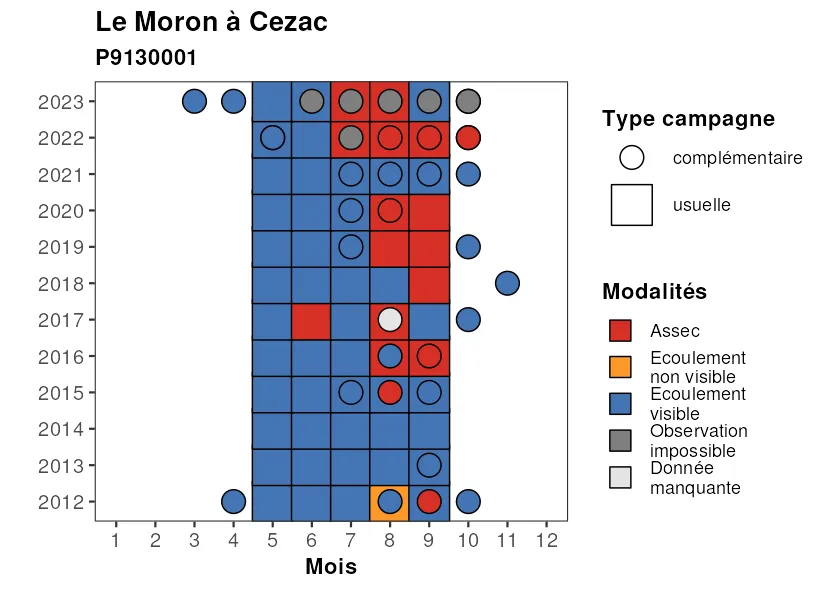 Le Moron à Cezac
P9130001
2023
2022
2021
2020
2019
2018
2017
2016
2015
2014
2013
2012
1 2 3 4 5 6 7 8 9 10 11 12
Mois
Type campagne
complémentaire
usuelle
Modalités
Assec
Ecoulement
non visible
Ecoulement
visible
Observation
impossible
Donnée
manquante